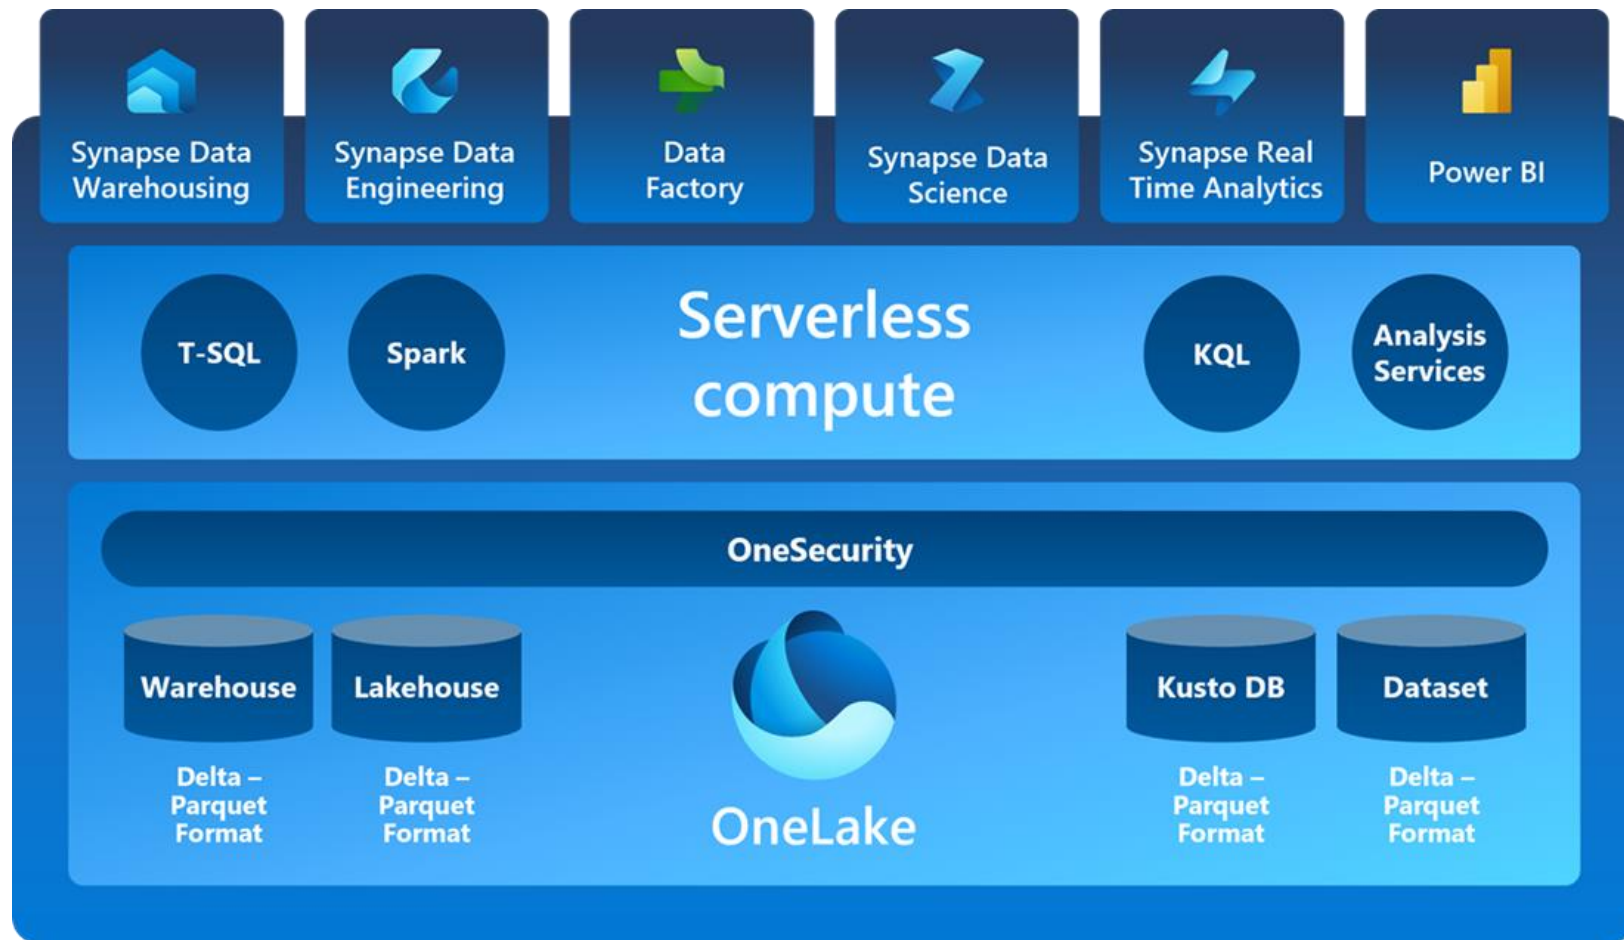 Synapse Data
Warehousing
Synapse Data
Engineering
Data
Factory
Synapse Data
Science
Synapse Real
Time Analytics
Power BI
T-SQL
Spark
Serverless
compute
KQL
Analysis
Services
OneSecurity
Warehouse
Lakehouse
Kusto DB
Dataset
Delta –
Parquet
Format
Delta –
Parquet
Format
OneLake
Delta –
Parquet
Format
Delta –
Parquet
Format